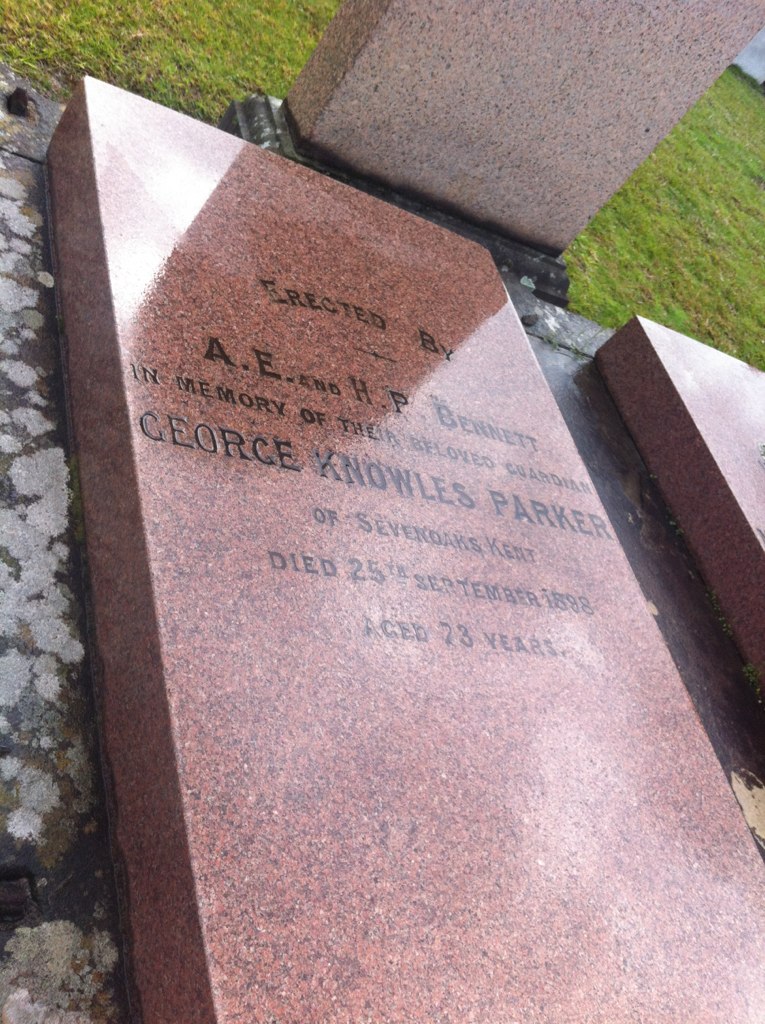 ERECTED BY
A.E. AND H.P. BENNETT
IN MEMORY OF THEIR BELOVED GUARDIAN
GEORGE KNOWLES PARKER
OF SEVENOAKS KENT
DIED 25TH SEPTEMBER 1898
AGED 73 YEARS.